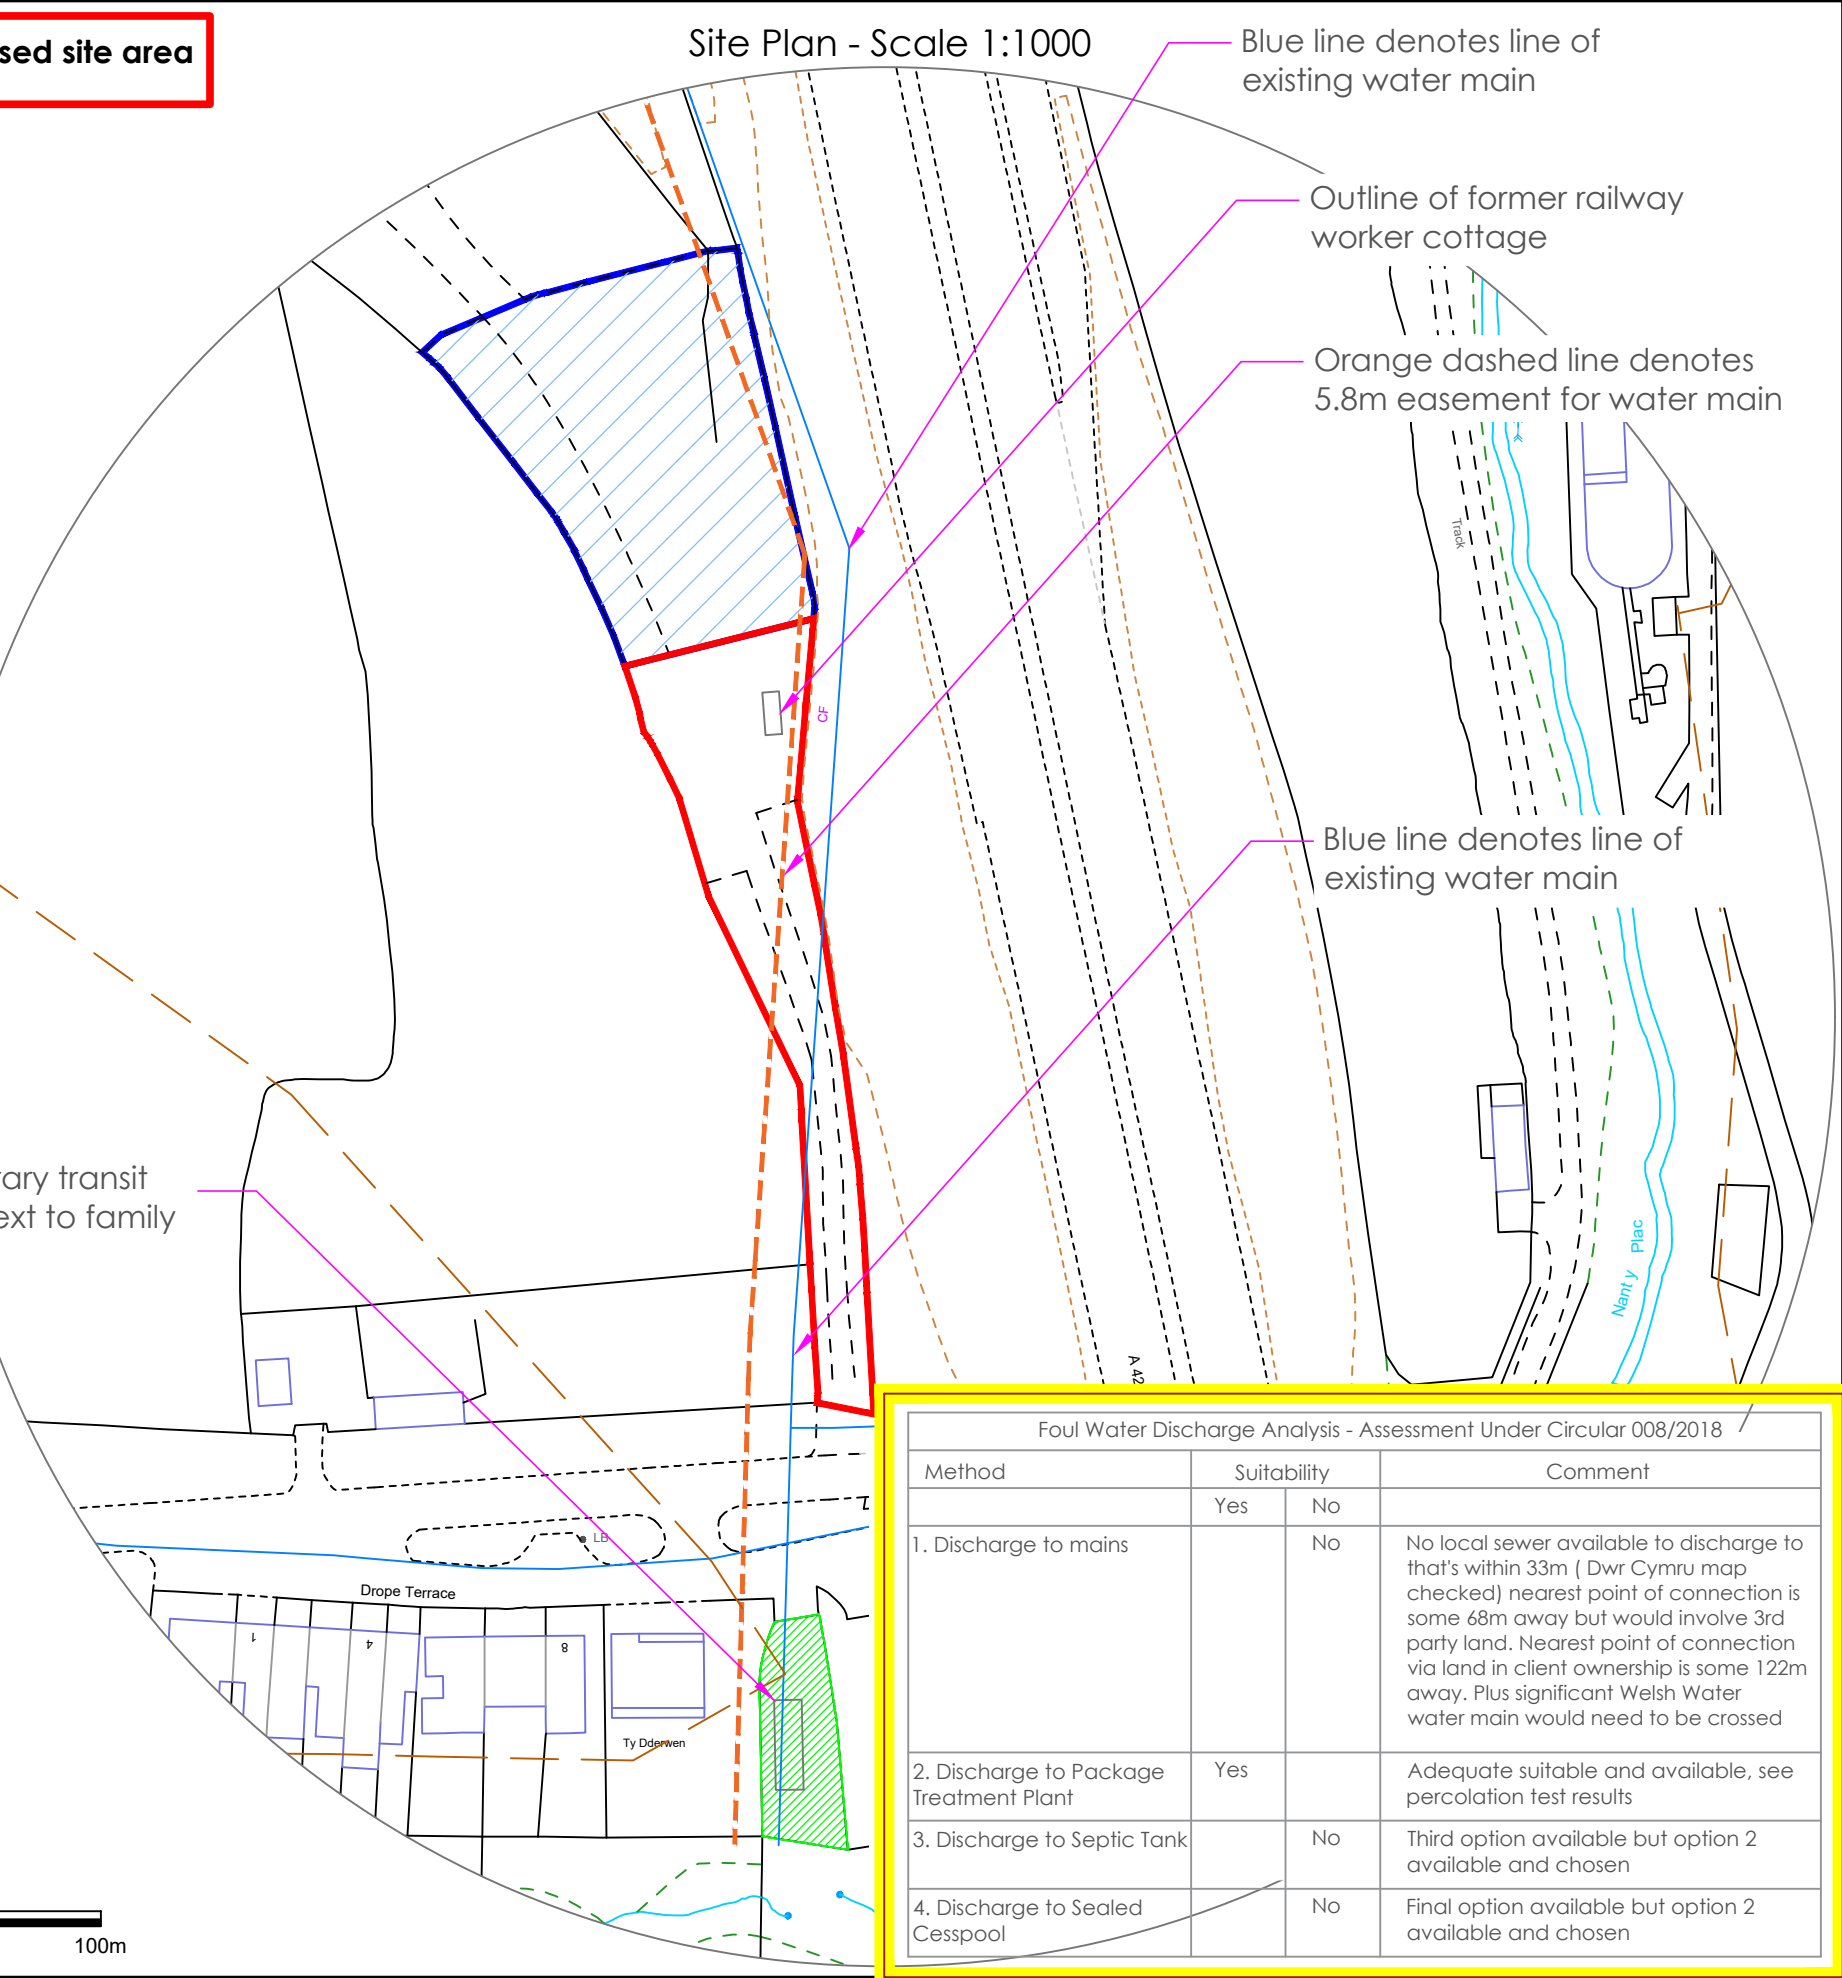 sed site area
Site Plan - Scale 1:1000
Blue line denotes line of
existing water main
Outline of former railway
worker cottage
Orange dashed line denotes
5.8m easement for water main
Track
CF
Blue line denotes line of
existing water main
ary transit
ext to family
Nant y Plac
A 42
LB
Drope Terrace
1
4
8
Ty Dderwen
100m
Foul Water Discharge Analysis - Assessment Under Circular 008/2018
Method Suitability Comment
Yes No
1. Discharge to mains No No local sewer available to discharge to
that's within 33m ( Dwr Cymru map
checked) nearest point of connection is
some 68m away but would involve 3rd
party land. Nearest point of connection
via land in client ownership is some 122m
away. Plus significant Welsh Water
water main would need to be crossed
2. Discharge to Package Yes Adequate suitable and available, see
Treatment Plant percolation test results
3. Discharge to Septic Tank No Third option available but option 2
available and chosen
4. Discharge to Sealed No Final option available but option 2
Cesspool available and chosen